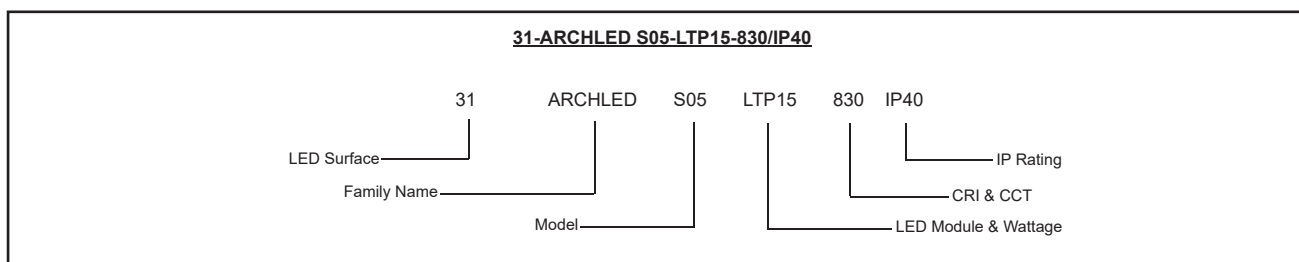 31-ARCHLED S05-LTP15-830/IP40
31 ARCHLED S05 LTP15 830 IP40
LED Surface
IP Rating
Family Name
CRI & CCT
Model
LED Module & Wattage